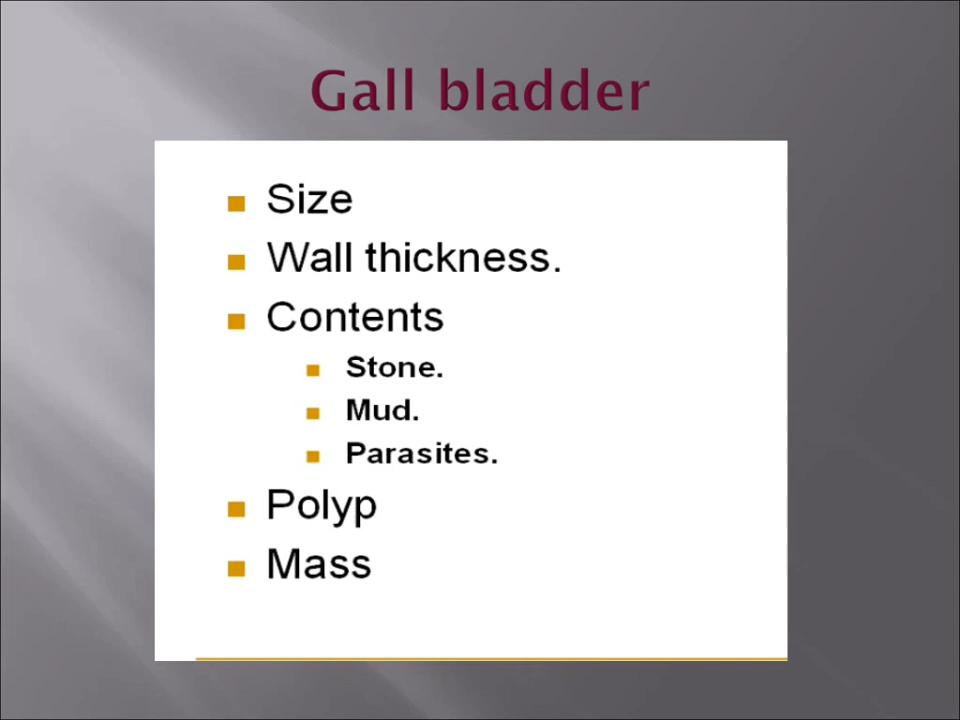 Gall bladder
Size
Wall thickness.
Contents
Stone.
Mud.
Parasites.
Polyp
Mass